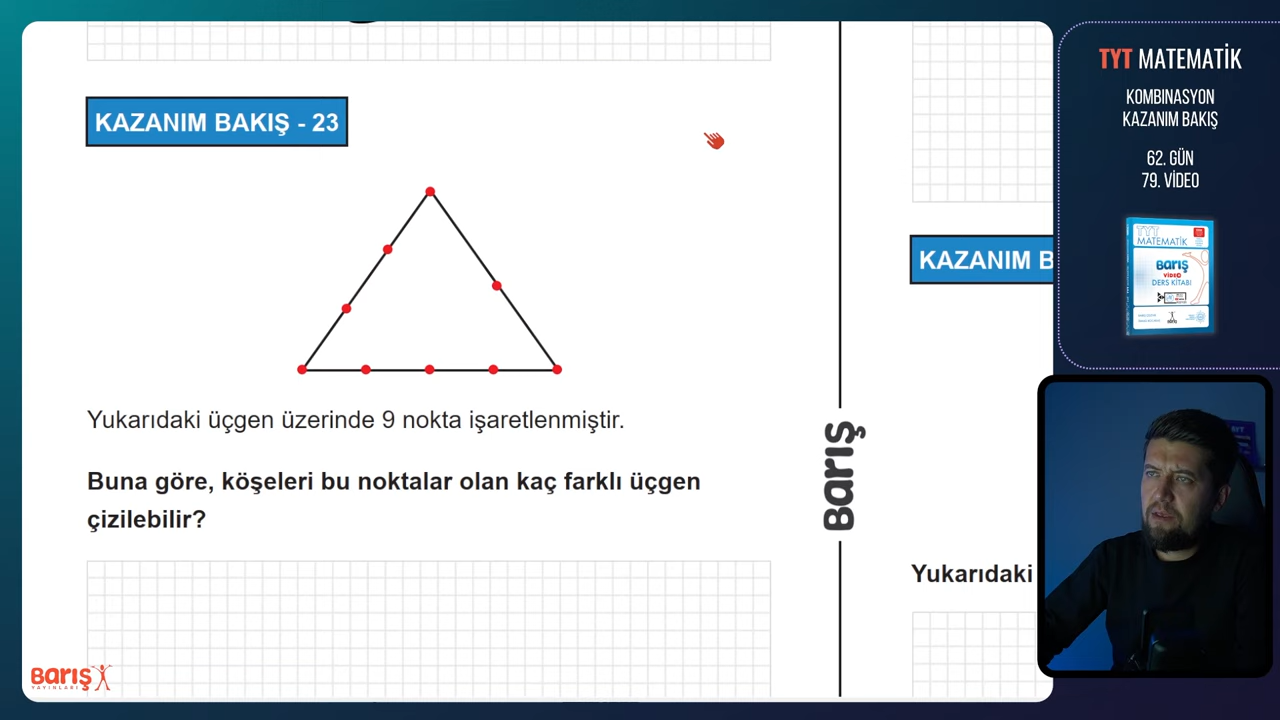 KAZANIM BAKIŞ - 23
Yukarıdaki üçgen üzerinde 9 nokta işaretlenmiştir.
Buna göre, köşeleri bu noktalar olan kaç farklı üçgen
çizilebilir?
BARIŞ
YAYINLARI
BARIŞ
KAZANIM B
Yukarıdaki
TYT MATEMATİK
KOMBİNASYON
KAZANIM BAKIŞ
62. GÜN
79. VİDEO
TYT
MATEMATİK
BARIŞ
VİDEO
DERS KİTABI